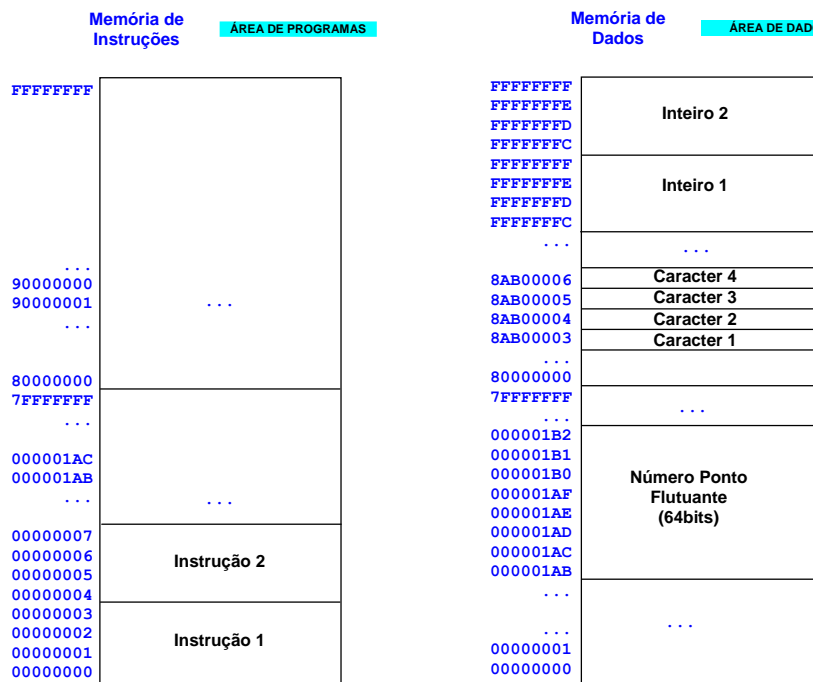 Memória de
Instruções
ÁREA DE PROGRAMAS
FFFFFFFF
...
90000000
90000001
...
...
80000000
7FFFFFFF
...
000001AC
000001AB
...
...
00000007
00000006
Instrução 2
00000005
00000004
00000003
00000002
Instrução 1
00000001
00000000
Memória de
Dados
ÁREA DE DAD
FFFFFFFF
FFFFFFFE
Inteiro 2
FFFFFFFD
FFFFFFFC
FFFFFFFF
FFFFFFFE
Inteiro 1
FFFFFFFD
FFFFFFFC
...
...
8AB00006 Caracter 4
8AB00005 Caracter 3
8AB00004 Caracter 2
8AB00003 Caracter 1
...
80000000
7FFFFFFF
...
...
000001B2
000001B1
000001B0
Número Ponto
000001AF
Flutuante
000001AE
(64bits)
000001AD
000001AC
000001AB
...
...
...
00000001
00000000